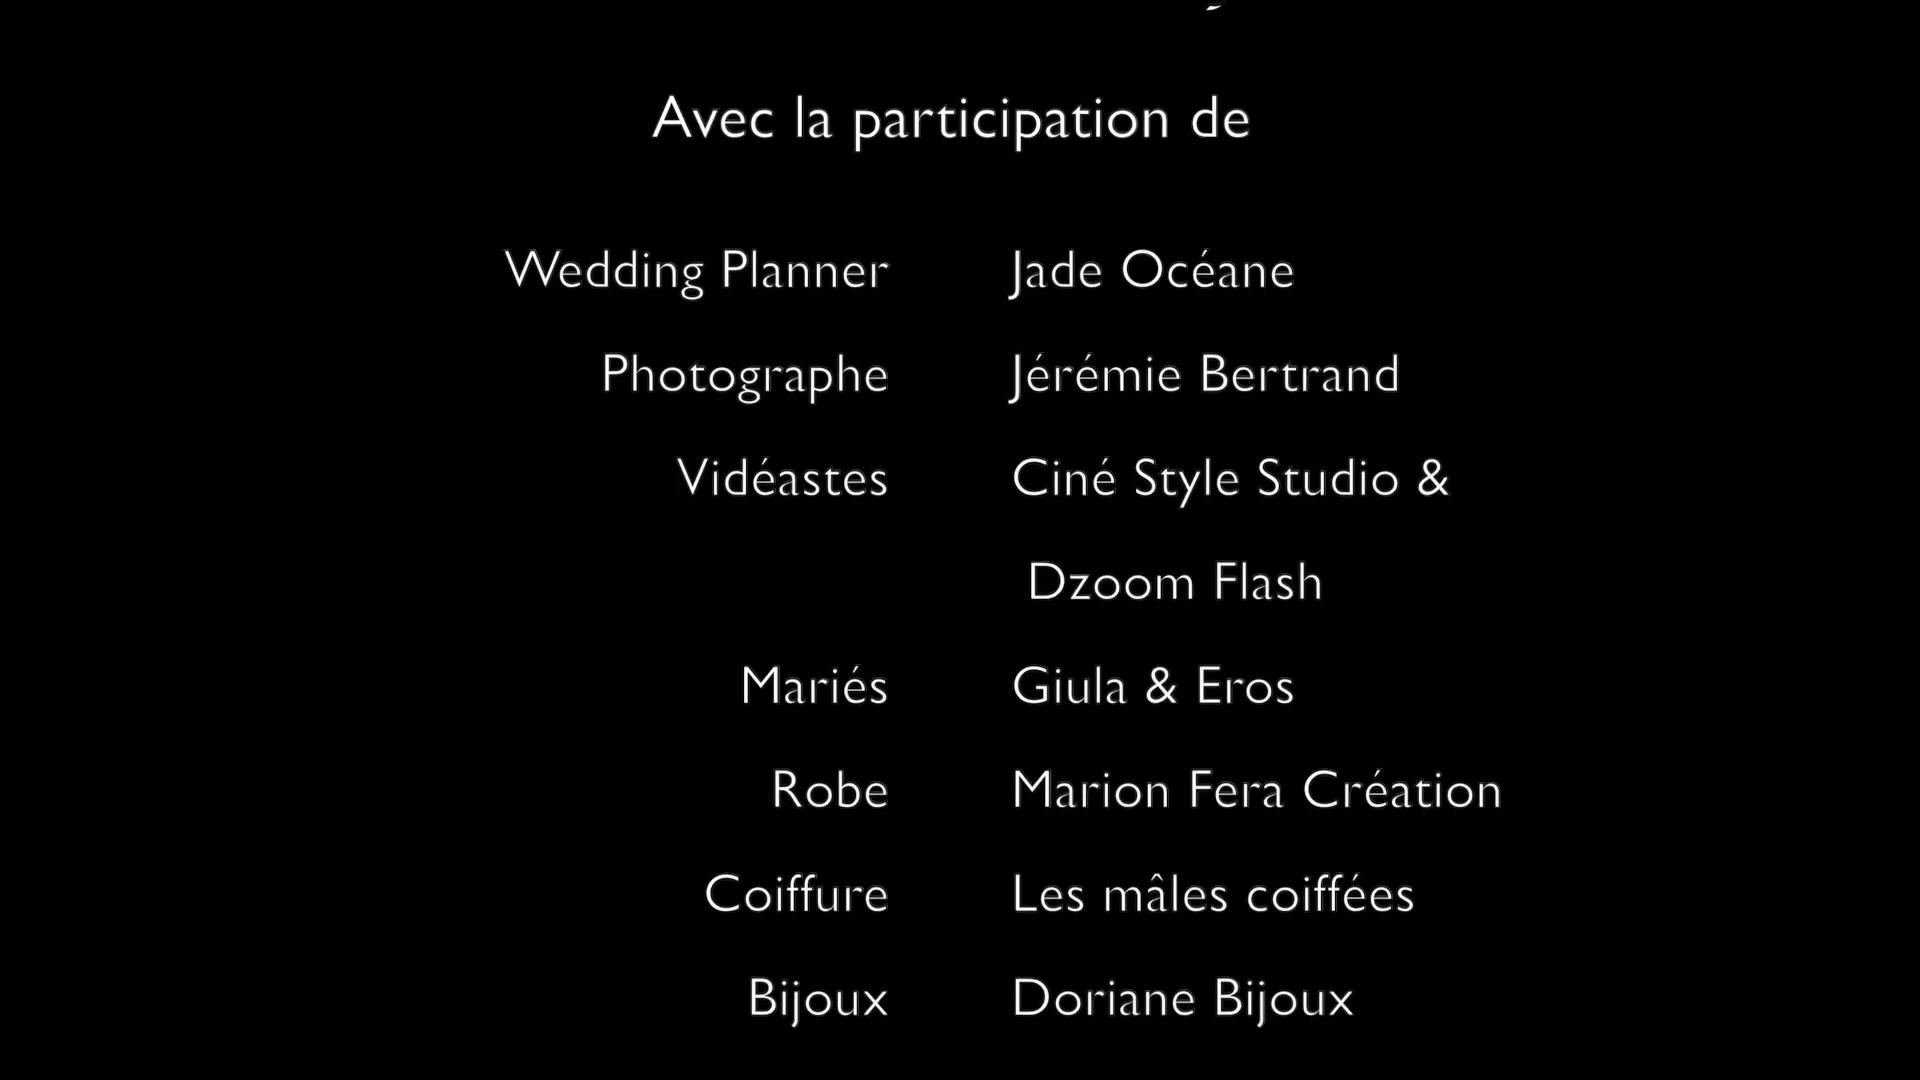 Avec la participation de
Wedding Planner Jade Océane
Photographe Jérémie Bertrand
Vidéastes Ciné Style Studio &
Dzoom Flash
Mariés Giula & Eros
Robe Marion Fera Création
Coiffure Les mâles coiffées
Bijoux Doriane Bijoux